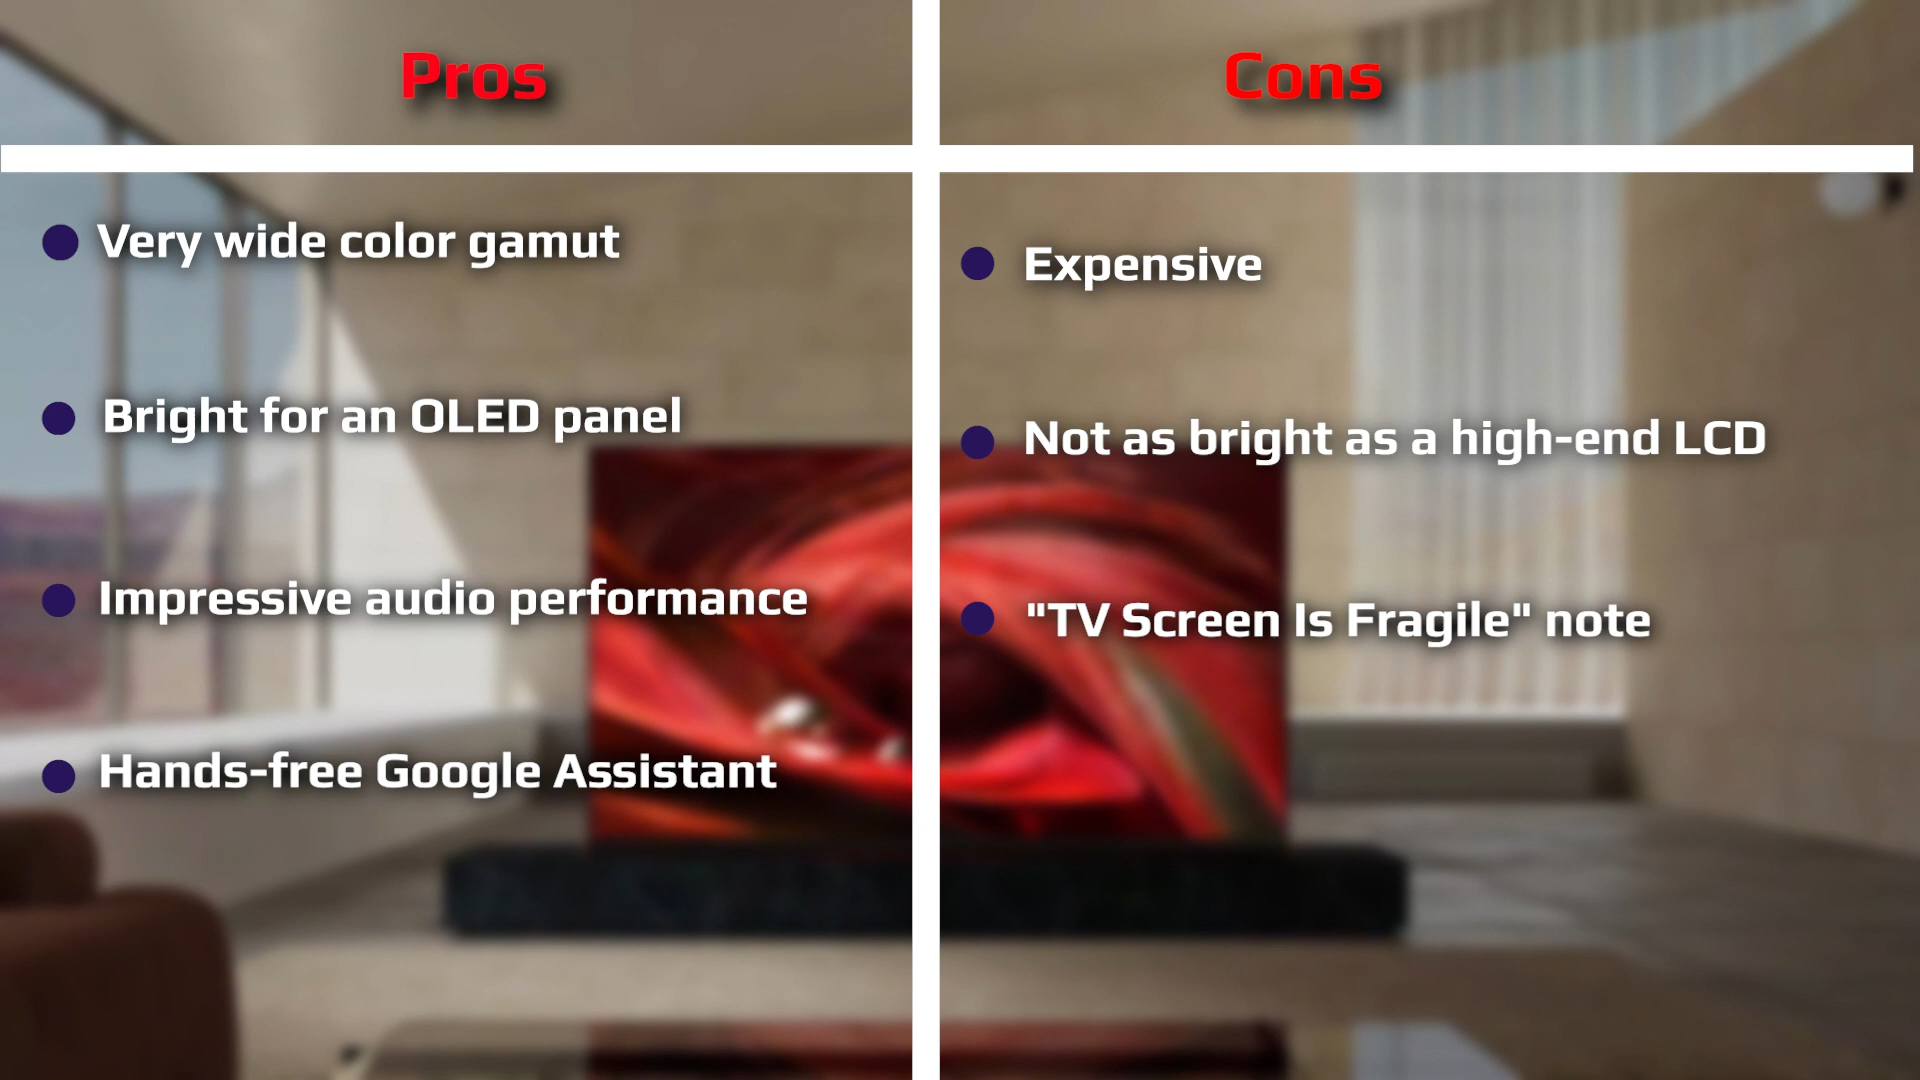 Pros
Cons
Very wide color gamut
Bright for an OLED panel
Impressive audio performance
Hands-free Google Assistant
Expensive
Not as bright as a high-end LCD
"TV Screen Is Fragile" note